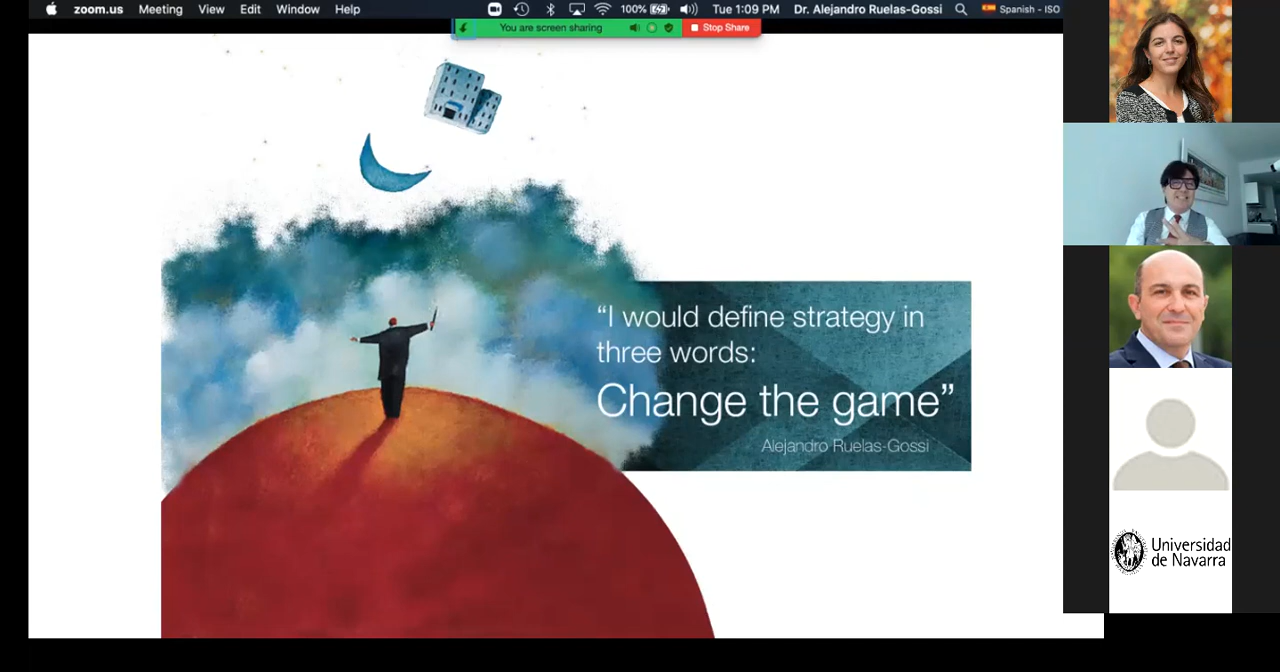 zoom.us Meeting View Edit Window Help 100% Tue 1:09 PM Dr. Alejandro Ruelas-Gossi Spanish - ISO
You are screen sharing Stop Share
“I would define strategy in
three words:
Change the game”
Alejandro Ruelas-Gossi
Universidad
de Navarra